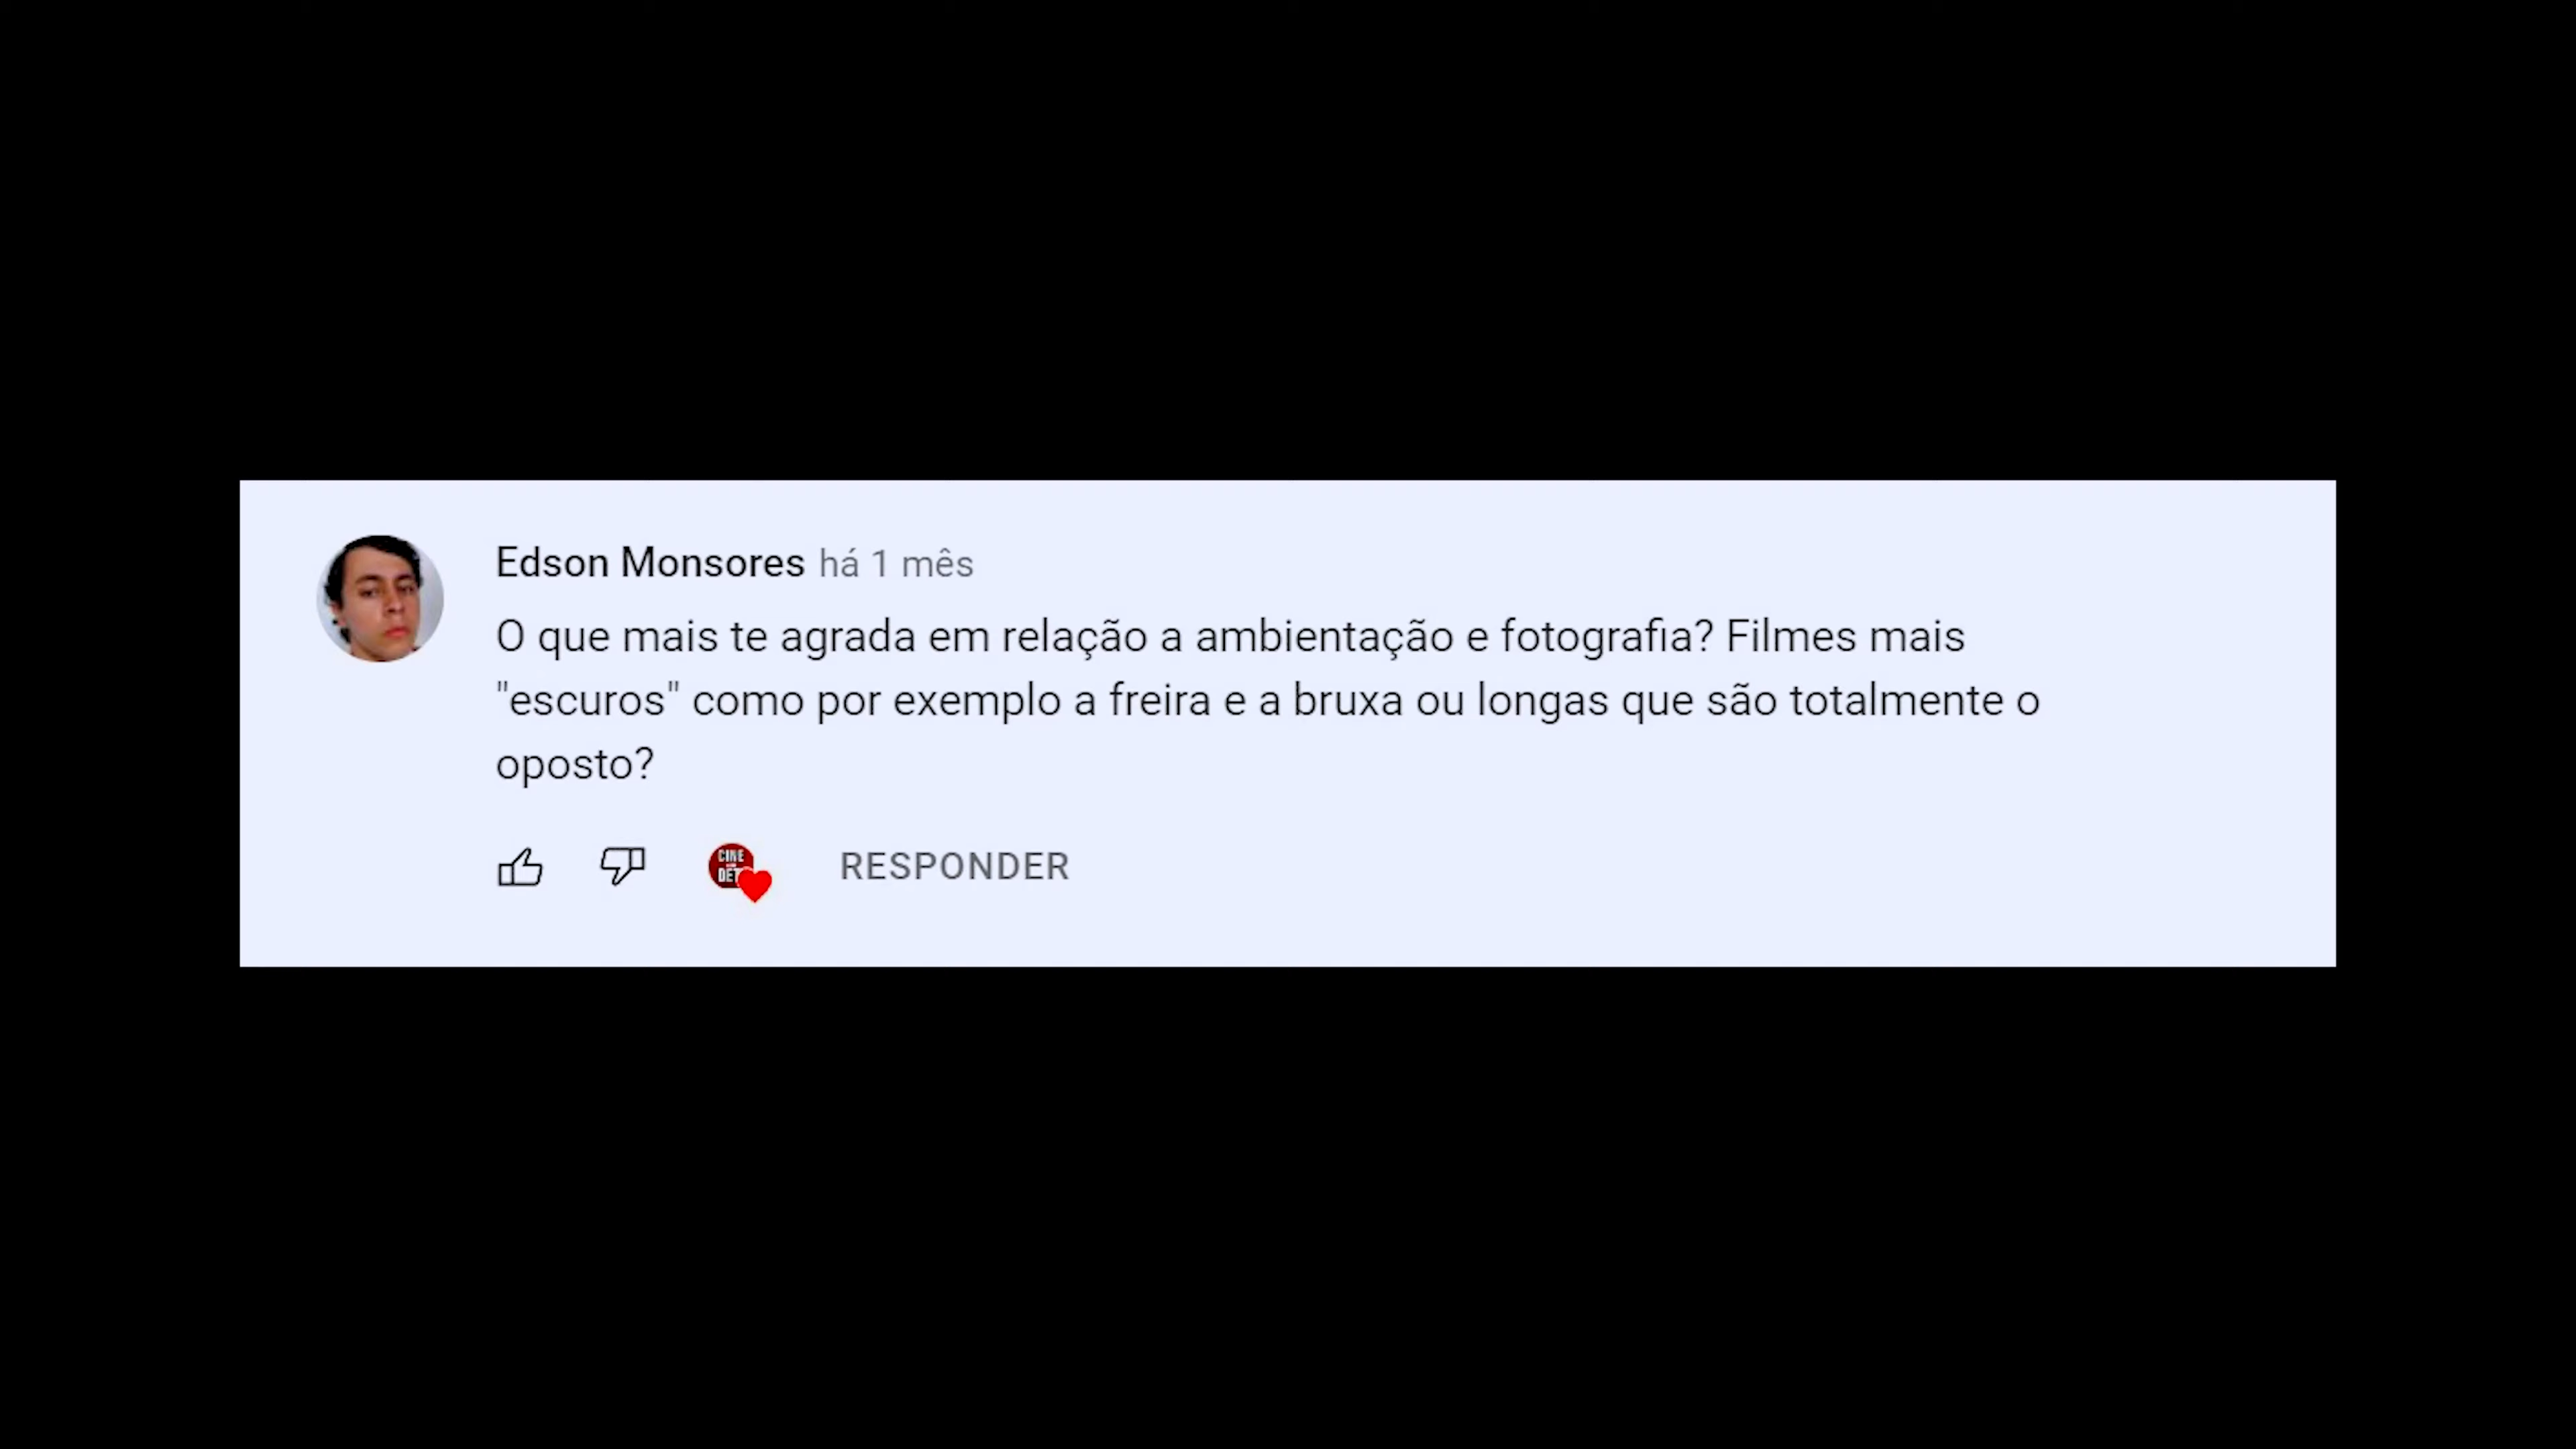 Edson Monsores há 1 mês
O que mais te agrada em relação a ambientação e fotografia? Filmes mais
"escuros" como por exemplo a freira e a bruxa ou longas que são totalmente o
oposto?
CINE
RESPONDER